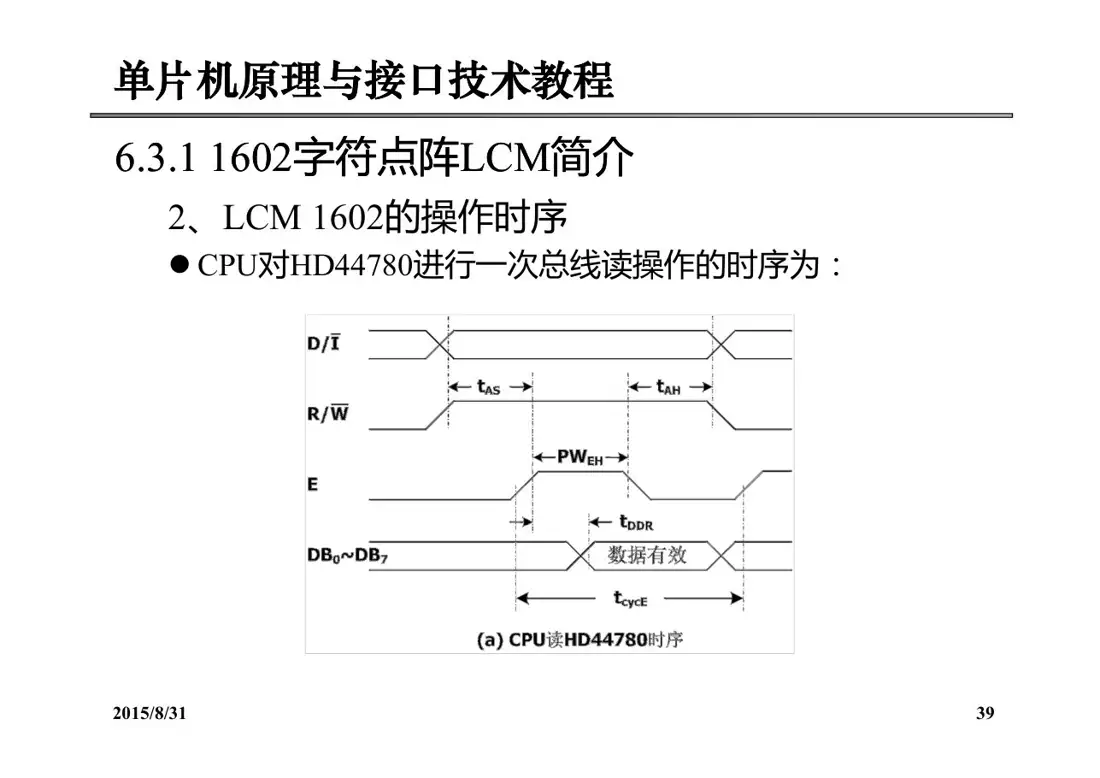 单片机原理与接口技术教程
6.3.1 1602字符点阵LCM简介
2、LCM 1602的操作时序
● CPU对HD44780进行一次总线读操作的时序为：
D/I̅
tAS
tAH
R/W̅
PWEH
E
tDDR
DB0~DB7
数据有效
tcycE
(a) CPU读HD44780时序
2015/8/31
39